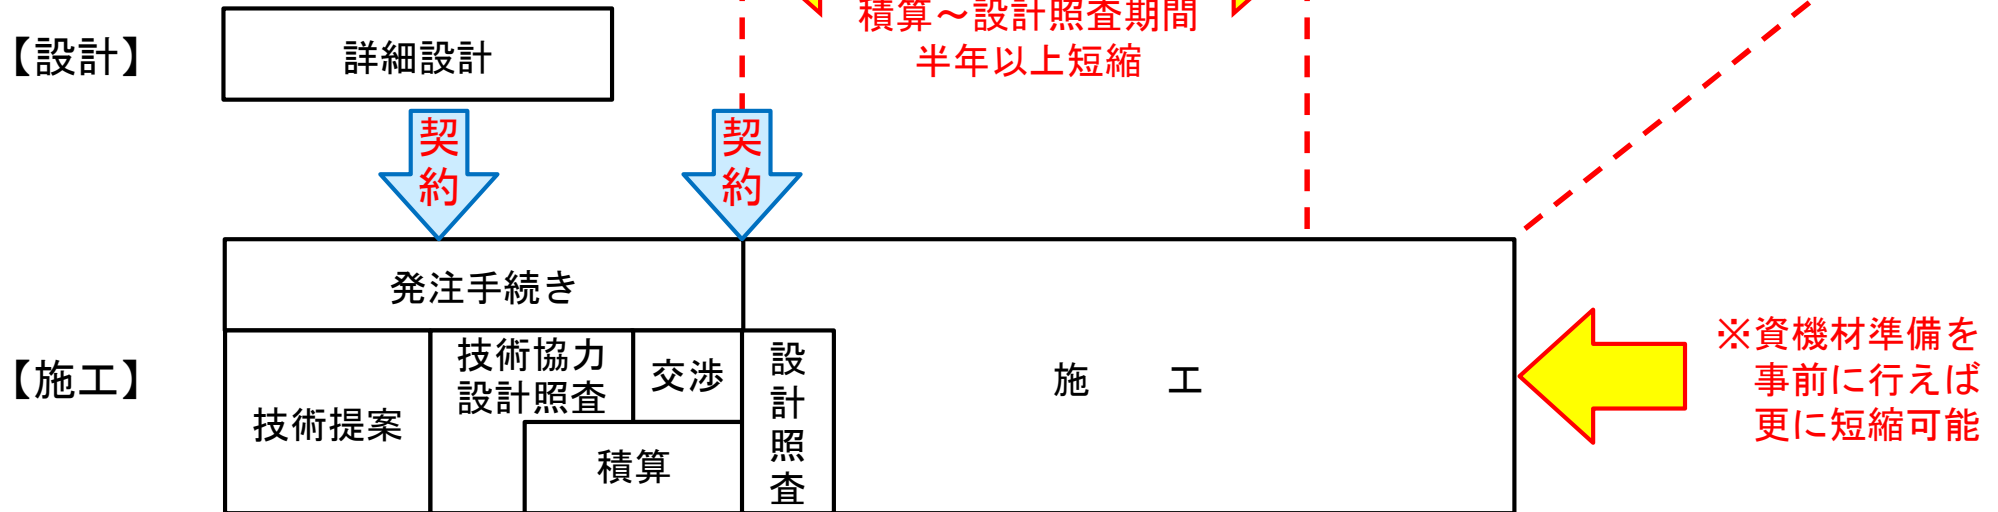 積算～設計照査期間
半年以上短縮
【設計】
詳細設計
契約
契約
発注手続き
【施工】
技術提案
技術協力
設計照査
交渉
積算
設計照査
施　　工
※資機材準備を
事前に行えば
更に短縮可能